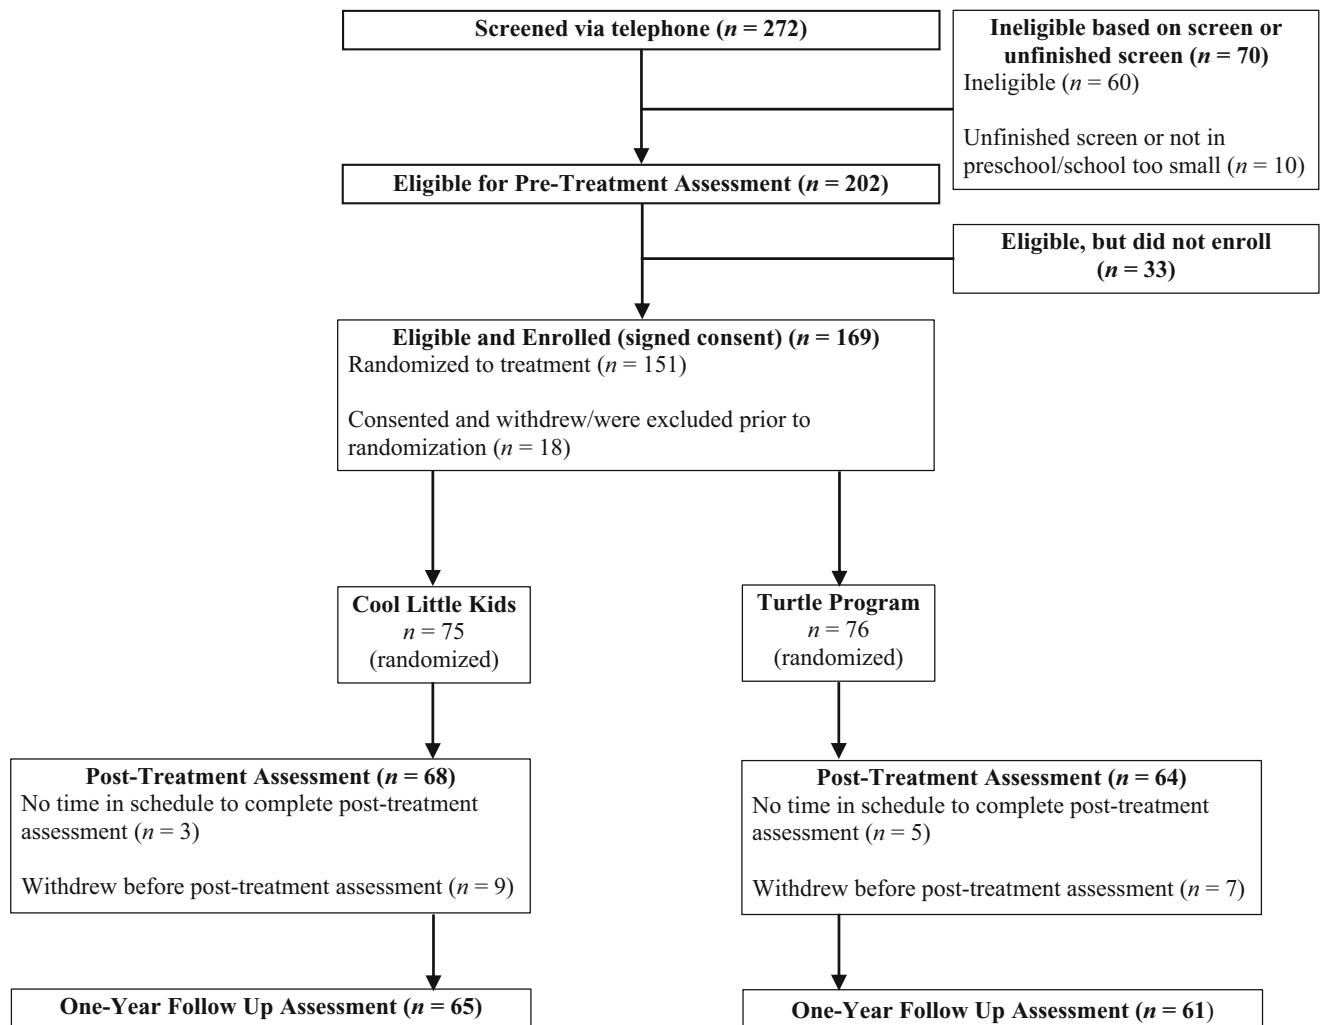 Screened via telephone (n = 272)
Ineligible based on screen or
unfinished screen (n = 70)
Ineligible (n = 60)
Unfinished screen or not in
preschool/school too small (n = 10)
Eligible for Pre-Treatment Assessment (n = 202)
Eligible, but did not enroll
(n = 33)
Eligible and Enrolled (signed consent) (n = 169)
Randomized to treatment (n = 151)
Consented and withdrew/were excluded prior to
randomization (n = 18)
Cool Little Kids
n = 75
(randomized)
Turtle Program
n = 76
(randomized)
Post-Treatment Assessment (n = 68)
No time in schedule to complete post-treatment
assessment (n = 3)
Withdrew before post-treatment assessment (n = 9)
Post-Treatment Assessment (n = 64)
No time in schedule to complete post-treatment
assessment (n = 5)
Withdrew before post-treatment assessment (n = 7)
One-Year Follow Up Assessment (n = 65)
One-Year Follow Up Assessment (n = 61)